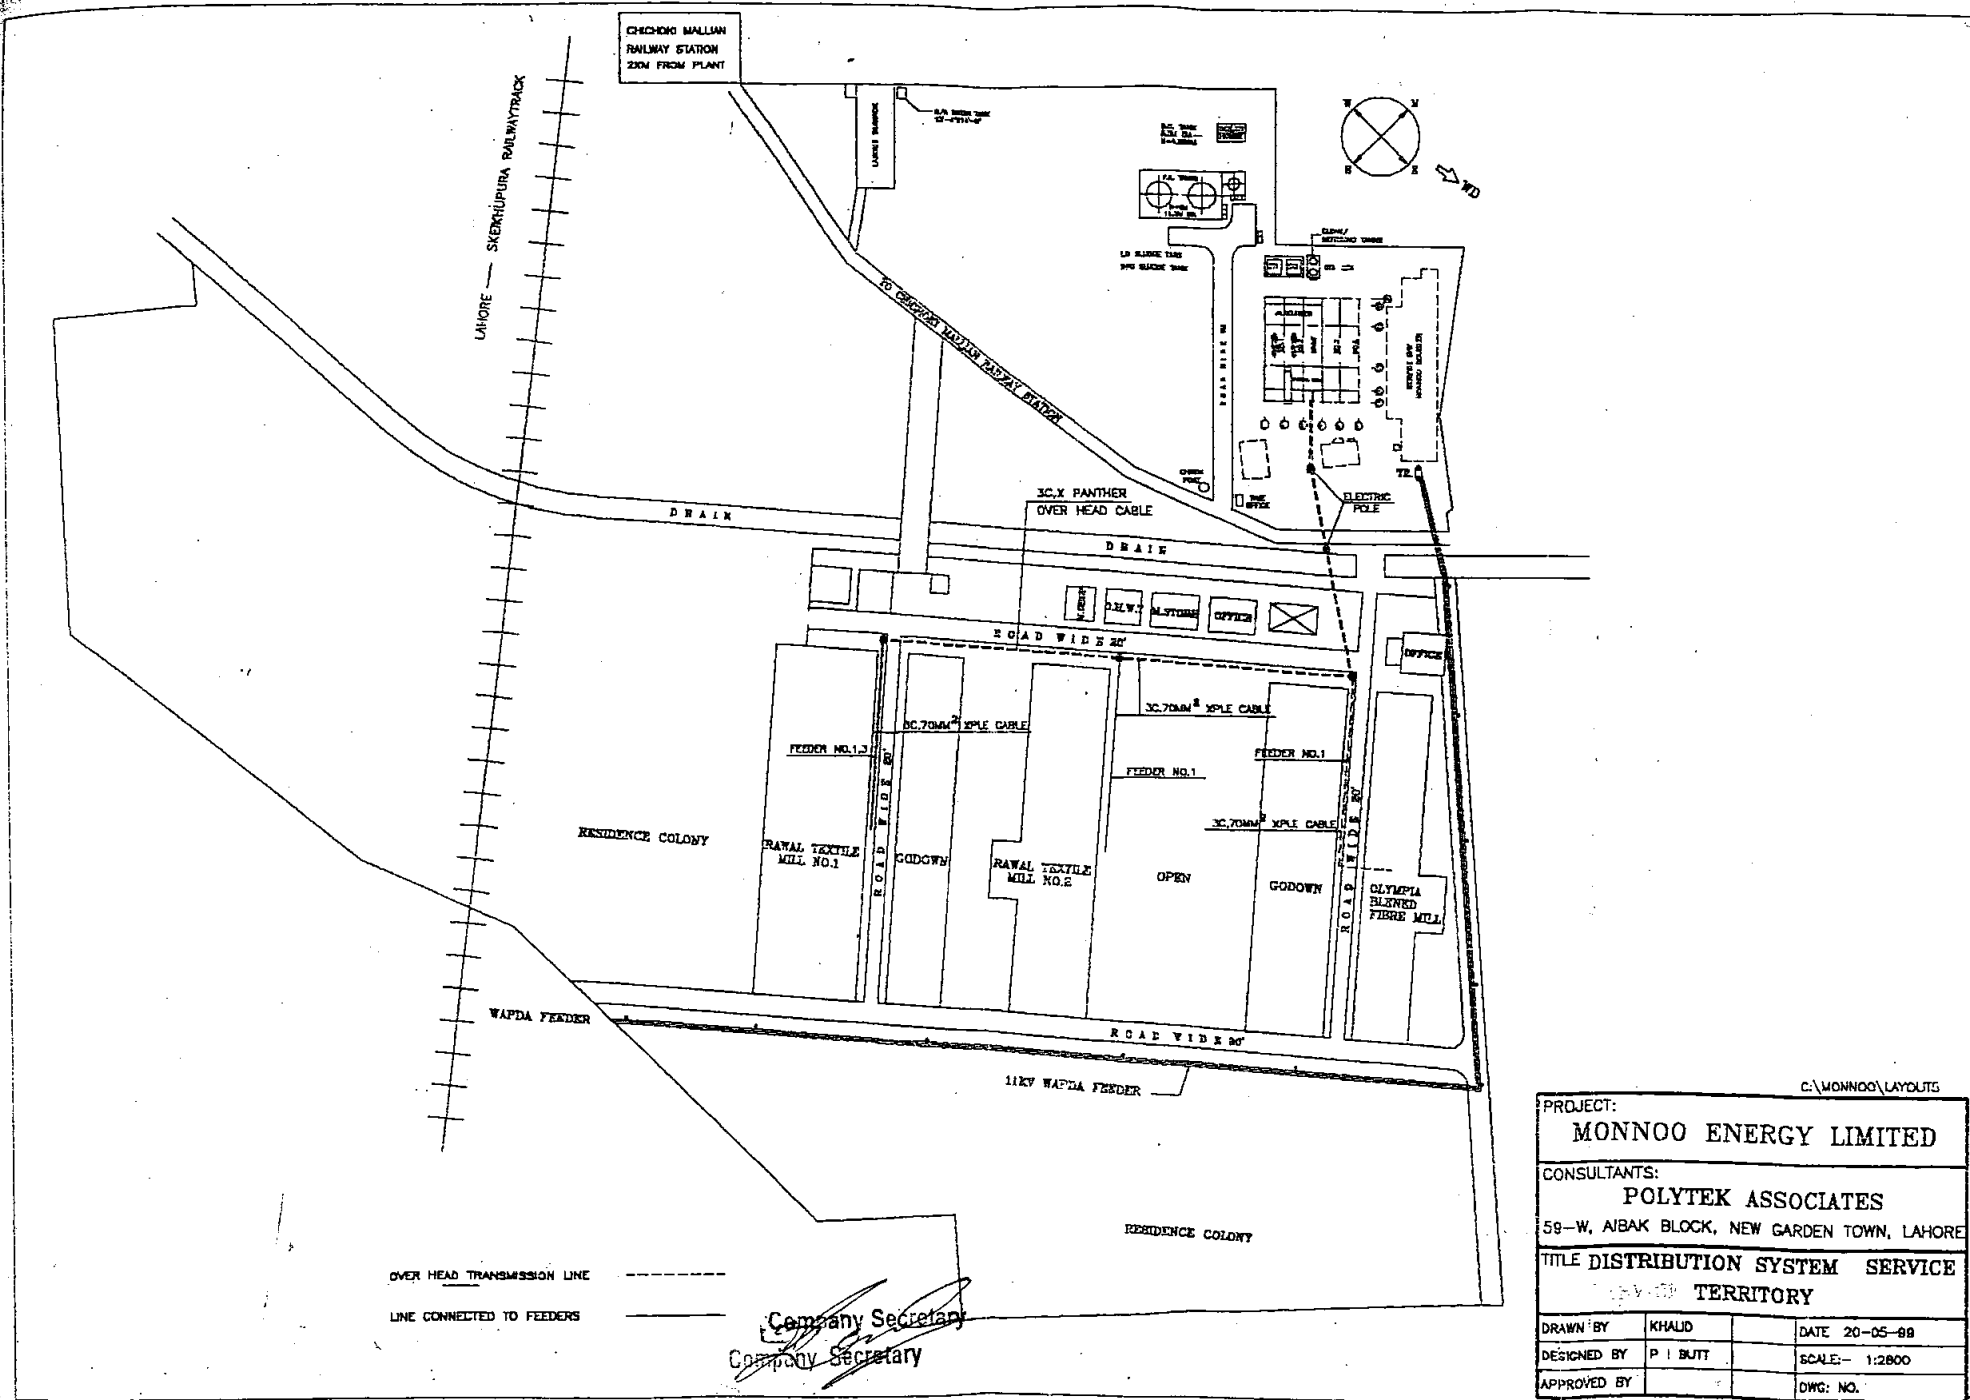 CHICHOKI MALLIAN
RAILWAY STATION
2KM FROM PLANT
LAHORE — SKEIKHUPURA RAILWAYTRACK
TO CHICHOKI MALLIAN RAILWAY STATION
WD
CHECK
POST
TIME
OFFICE
T.F.
ELECTRIC
POLE
3C,X PANTHER
OVER HEAD CABLE
DRAIN
DRAIN
M.STORE
OFFICE
OFFICE
ROAD WIDE 20'
3C,70MM² XPLE CABLE
3C,70MM² XPLE CABLE
FEEDER NO.1,3
FEEDER NO.1
FEEDER NO.1
3C,70MM² XPLE CABLE
ROAD WIDE 20'
ROAD WIDE 20'
RESIDENCE COLONY
RAWAL TEXTILE
MILL NO.1
GODOWN
RAWAL TEXTILE
MILL NO.2
OPEN
GODOWN
OLYMPIA
BLENED
FIBRE MILL
WAPDA FEEDER
ROAD WIDE 20'
11KV WAPDA FEEDER
RESIDENCE COLONY
OVER HEAD TRANSMISSION LINE
LINE CONNECTED TO FEEDERS
Company Secretary
Company Secretary
C:\MONNOO\LAYOUTS
PROJECT:
MONNOO ENERGY LIMITED
CONSULTANTS:
POLYTEK ASSOCIATES
59-W, AIBAK BLOCK, NEW GARDEN TOWN, LAHORE
TITLE DISTRIBUTION SYSTEM SERVICE
TERRITORY
DRAWN BY KHALID DATE 20-05-99
DESIGNED BY P I BUTT SCALE:- 1:2800
APPROVED BY DWG: NO.